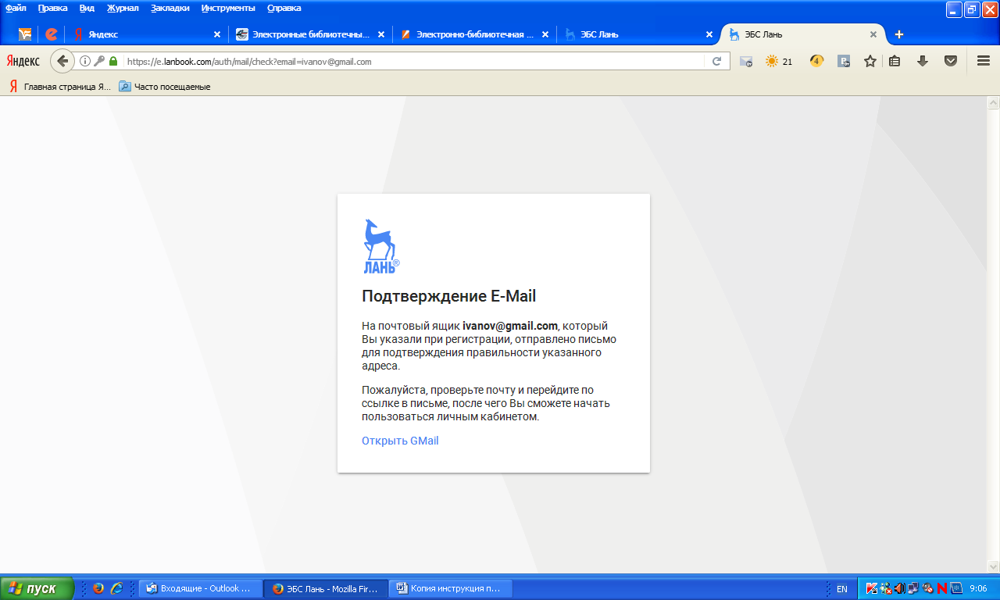 Файл Правка Вид Журнал Закладки Инструменты Справка
Яндекс
Электронные библиотечны...
Электронно-библиотечная ...
ЭБС Лань
ЭБС Лань
Яндекс
https://e.lanbook.com/auth/mail/check?email=ivanov@gmail.com
21
4
Главная страница Я...
Часто посещаемые
ЛАНЬ®
Подтверждение E-Mail
На почтовый ящик ivanov@gmail.com, который
Вы указали при регистрации, отправлено письмо
для подтверждения правильности указанного
адреса.
Пожалуйста, проверьте почту и перейдите по
ссылке в письме, после чего Вы сможете начать
пользоваться личным кабинетом.
Открыть GMail
пуск
Входящие - Outlook ...
ЭБС Лань - Mozilla Fir...
Копия инструкция п...
EN
9:06